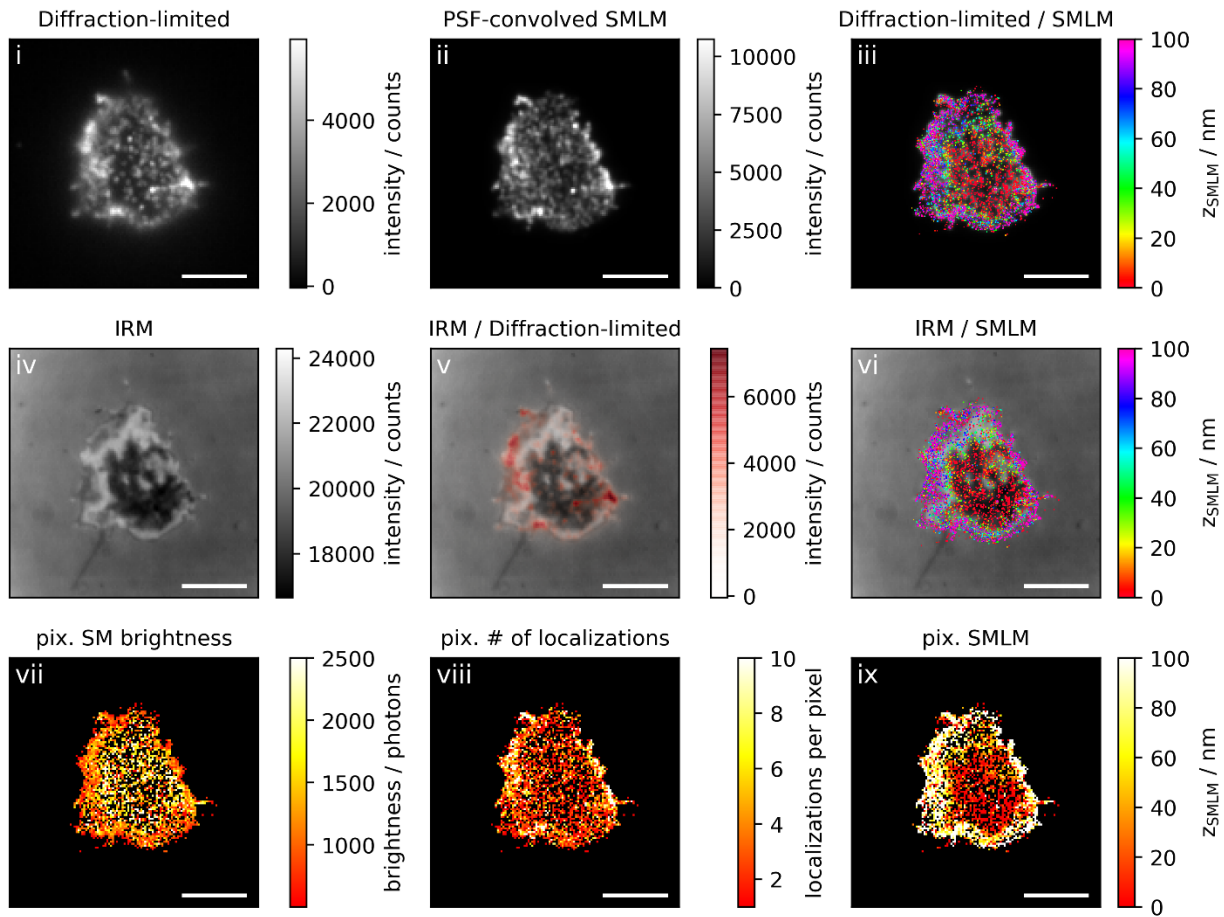 Diffraction-limited
PSF-convolved SMLM
Diffraction-limited / SMLM
i
4000
2000
0
intensity / counts
ii
10000
7500
5000
2500
0
intensity / counts
iii
100
80
60
40
20
0
zSMLM / nm
IRM
IRM / Diffraction-limited
IRM / SMLM
iv
24000
22000
20000
18000
intensity / counts
v
6000
4000
2000
0
intensity / counts
vi
100
80
60
40
20
0
zSMLM / nm
pix. SM brightness
pix. # of localizations
pix. SMLM
vii
2500
2000
1500
1000
brightness / photons
viii
10
8
6
4
2
localizations per pixel
ix
100
80
60
40
20
0
zSMLM / nm